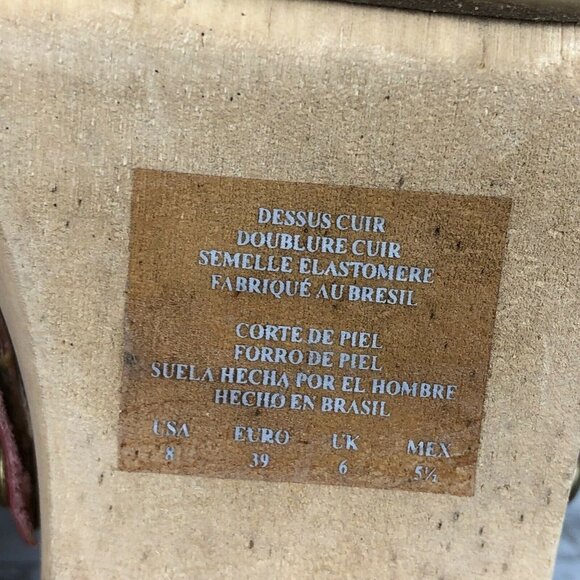 DESSUS CUIR
DOUBLURE CUIR
SEMELLE ELASTOMERE
FABRIQUÉ AU BRESIL
CORTE DE PIEL
FORRO DE PIEL
SUELA HECHA POR EL HOMBRE
HECHO EN BRASIL
USA EURO UK MEX
8 39 6 5½